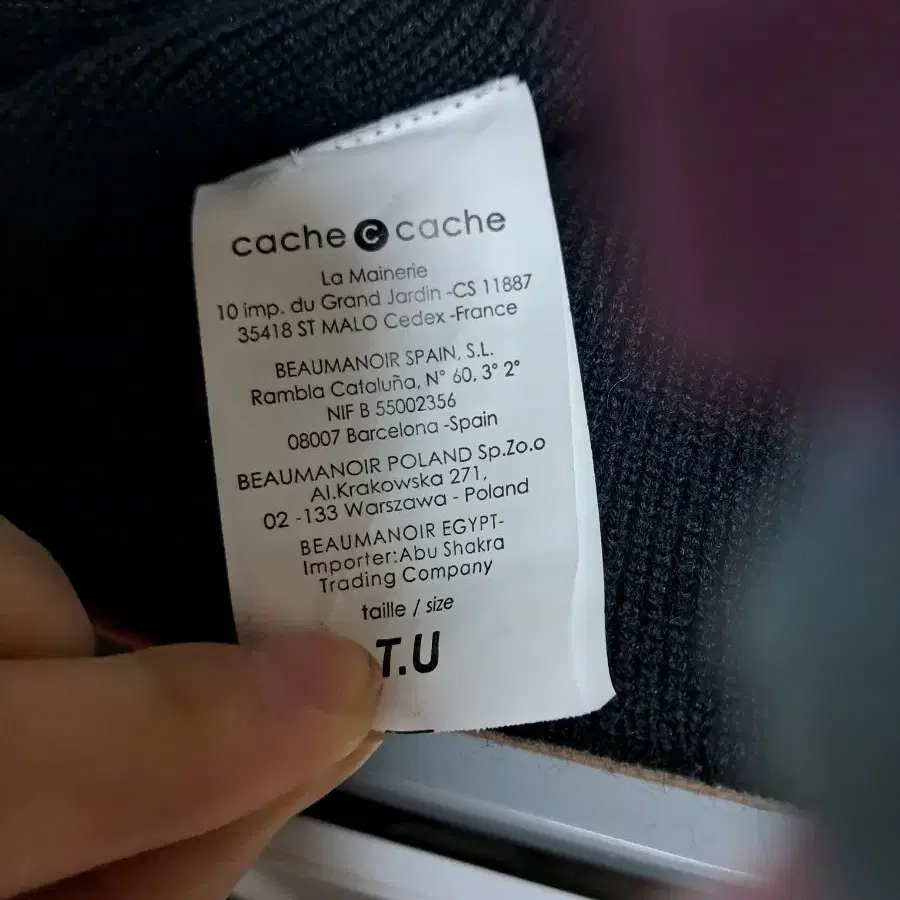 cache c cache
La Mainerie
10 imp. du Grand Jardin -CS 11887
35418 ST MALO Cedex -France
BEAUMANOIR SPAIN, S.L.
Rambla Cataluña, N° 60, 3° 2°
NIF B 55002356
08007 Barcelona -Spain
BEAUMANOIR POLAND Sp.Zo.o
Al.Krakowska 271,
02 -133 Warszawa - Poland
BEAUMANOIR EGYPT-
Importer:Abu Shakra
Trading Company
taille / size
T.U